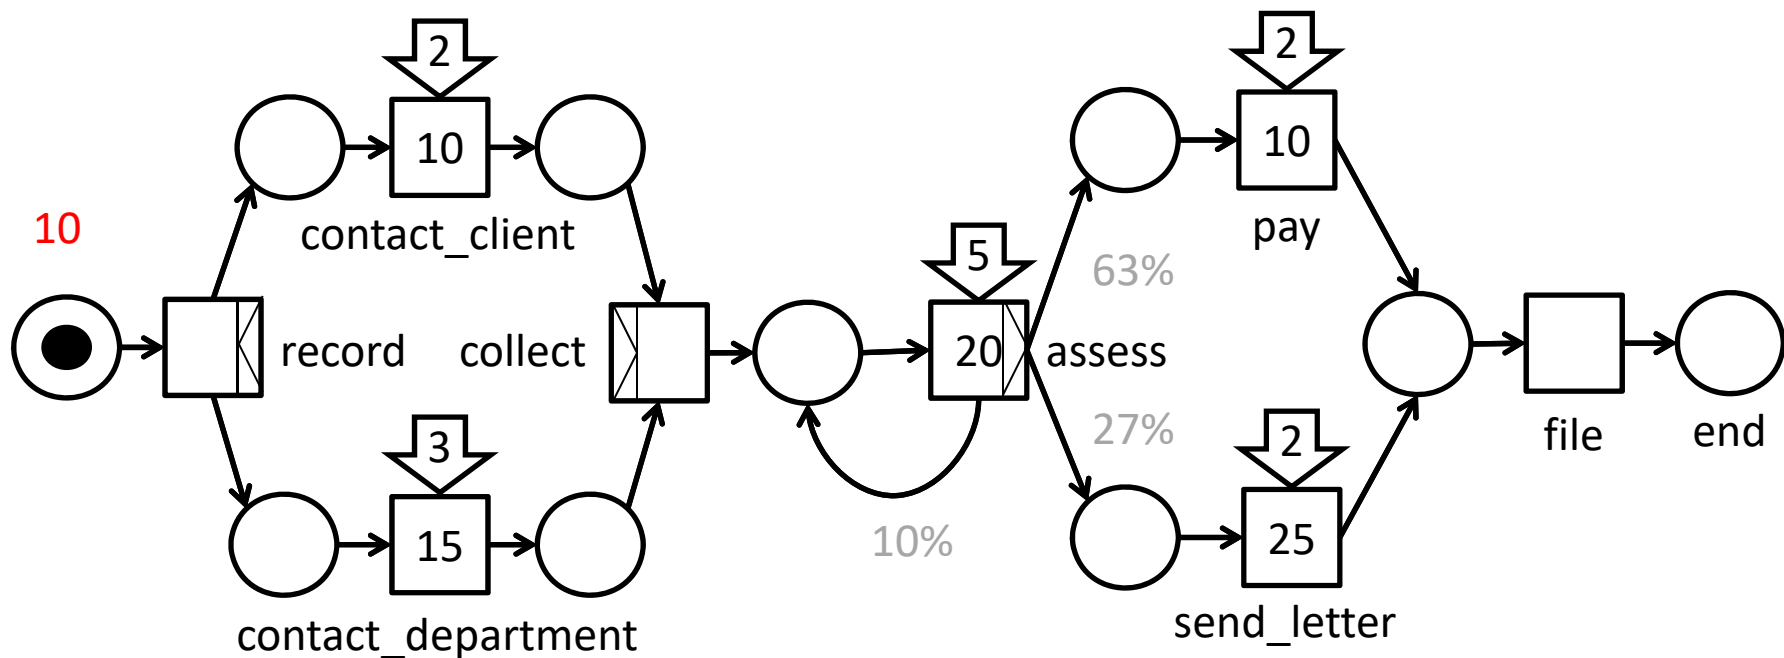 2
2
10
10
10
contact_client
pay
5
63%
record
collect
20
assess
27%
3
2
file
end
15
10%
25
contact_department
send_letter